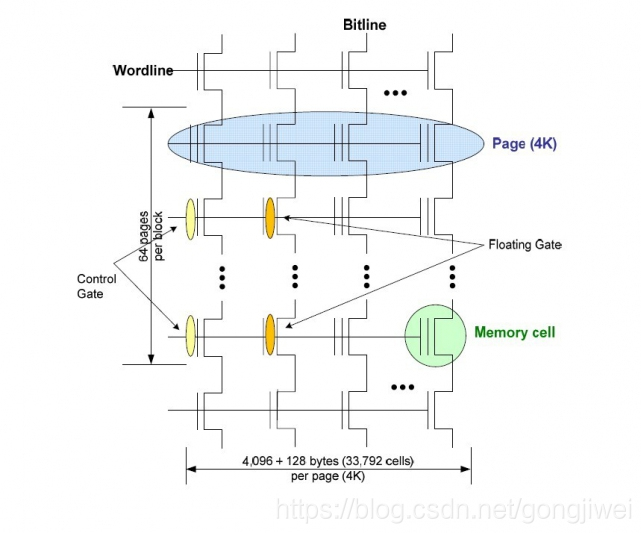 Bitline
Wordline
Page (4K)
64 pages
per block
Floating Gate
Control
Gate
Memory cell
4,096 + 128 bytes (33,792 cells)
per page (4K)
https://blog.csdn.net/gongjiwei